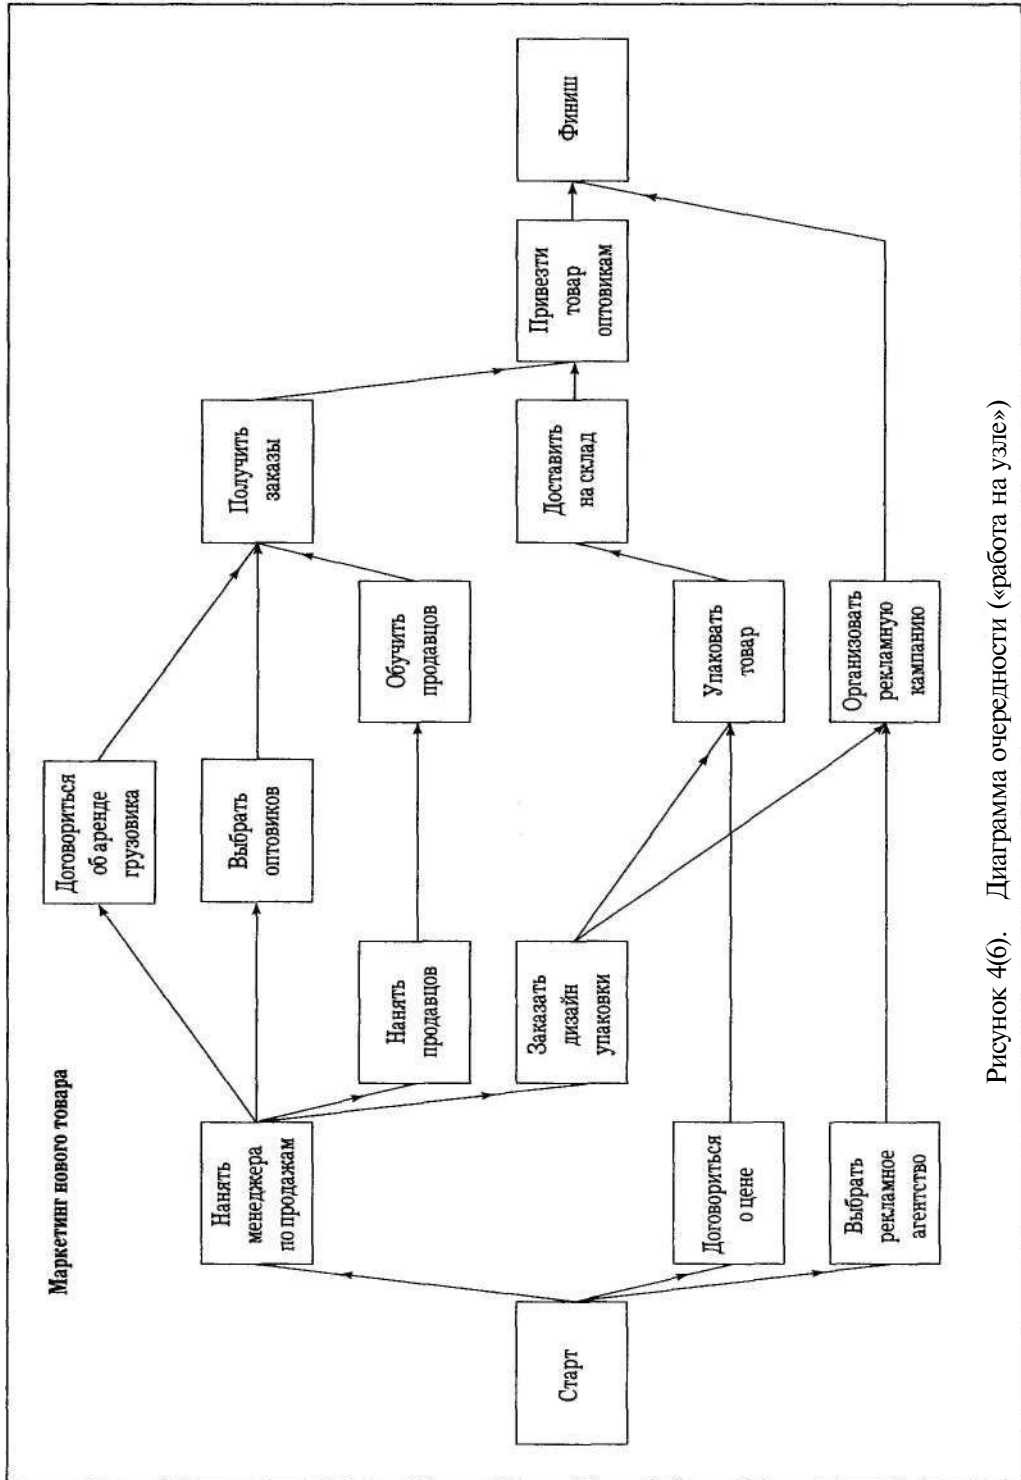 Маркетинг нового товара
Старт
Нанять
менеджера
по продажам
Договориться
о цене
Выбрать
рекламное
агентство
Нанять
продавцов
Заказать
дизайн
упаковки
Договориться
об аренде
грузовика
Выбрать
оптовиков
Обучить
продавцов
Упаковать
товар
Организовать
рекламную
кампанию
Получить
заказы
Доставить
на склад
Привезти
товар
оптовикам
Финиш
Рисунок 4(6). Диаграмма очередности («работа на узле»)